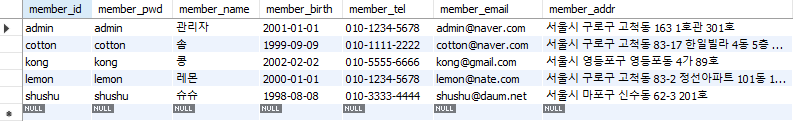 member_id member_pwd member_name member_birth member_tel member_email member_addr
admin admin 관리자 2001-01-01 010-1234-5678 admin@naver.com 서울시 구로구 고척동 163 1호관 301호
cotton cotton 솜 1999-09-09 010-1111-2222 cotton@naver.com 서울시 구로구 고척동 83-17 한일빌라 4동 5층 ...
kong kong 콩 2002-02-02 010-5555-6666 kong@gmail.com 서울시 영등포구 영등포동 4가 89호
lemon lemon 레몬 2000-01-01 010-1234-5678 lemon@nate.com 서울시 구로구 고척동 83-2 정선아파트 101동 1...
shushu shushu 슈슈 1998-08-08 010-3333-4444 shushu@daum.net 서울시 마포구 신수동 62-3 201호
NULL NULL NULL NULL NULL NULL NULL